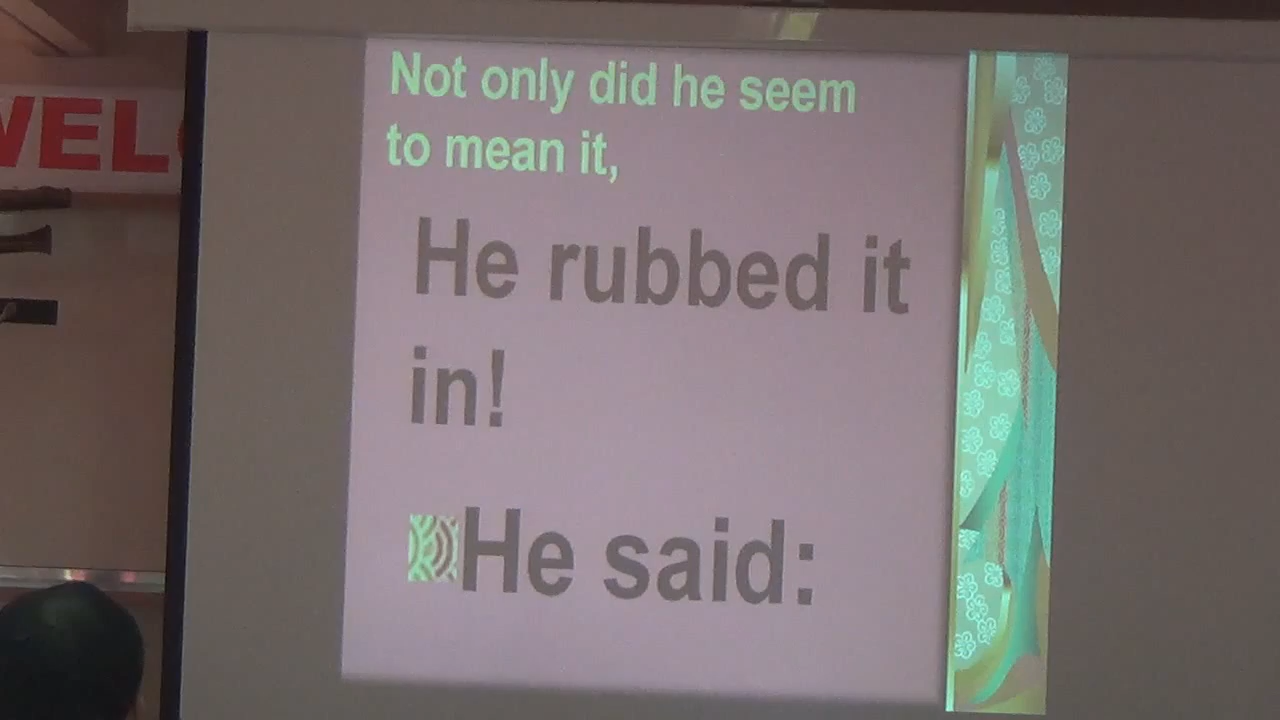 Not only did he seem
to mean it,
He rubbed it
in!
He said: